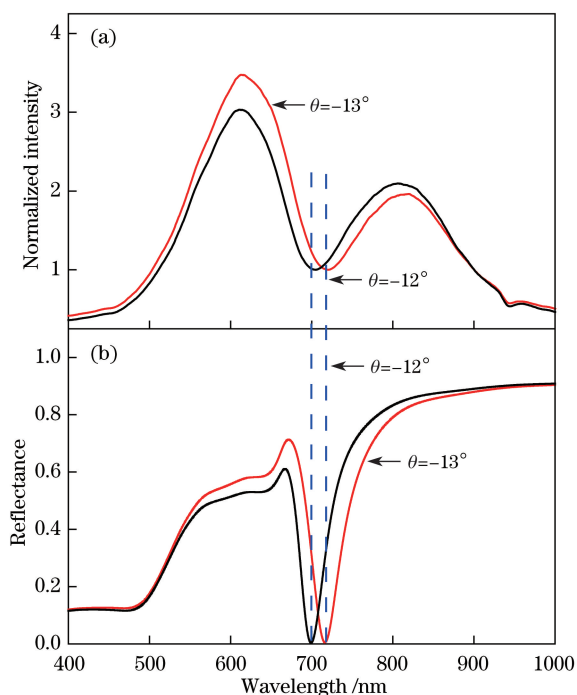 (a)
4
3
2
1
Normalized intensity
θ=−13°
θ=−12°
(b)
1.0
0.8
0.6
0.4
0.2
0.0
Reflectance
θ=−12°
θ=−13°
400 500 600 700 800 900 1000
Wavelength /nm